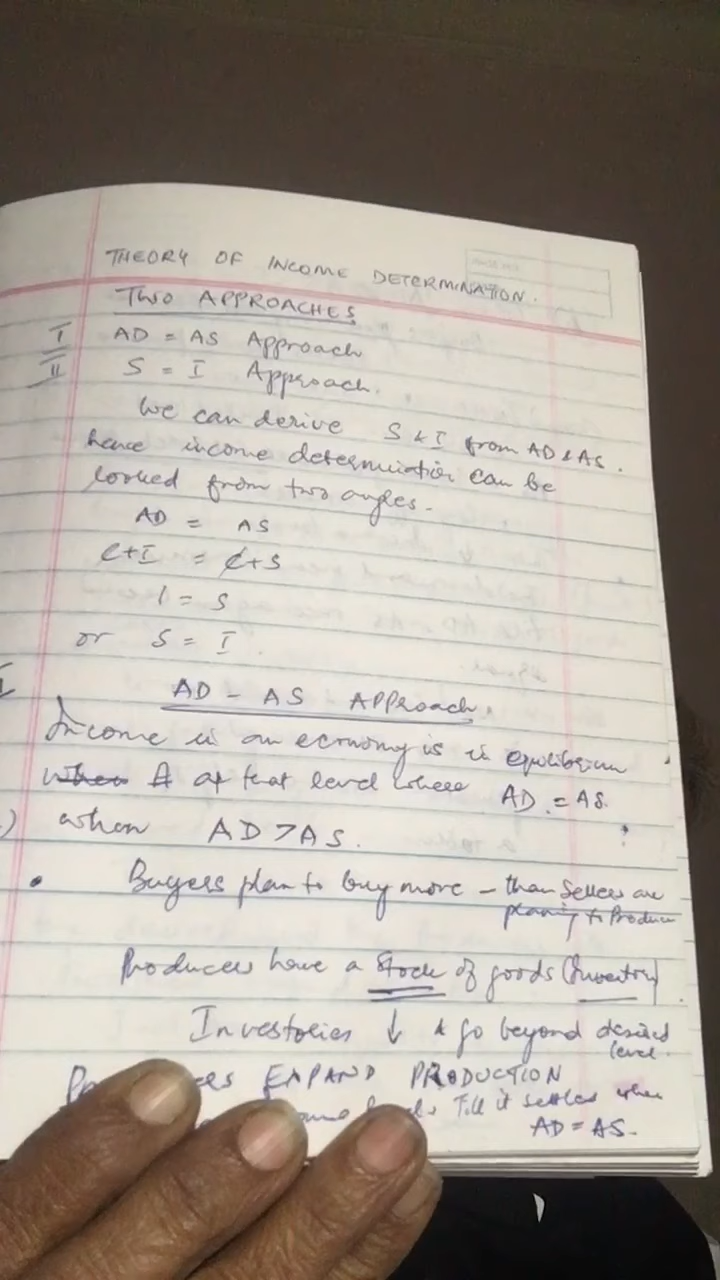 THEORY OF INCOME DETERMINATION.
TWO APPROACHES
I AD = AS Approach
II S = I Approach.
We can derive S & I from AD & AS.
hence income determination can be
looked from two angles.
AD = AS
C+I = C+S
I = S
or S = I.
I AD - AS Approach.
Income in an economy is in equilibrium
when A at that level where AD = AS.
) when AD > AS.
• Buyers plan to buy more - than Sellers are
planing to Produce
Producers have a Stock of goods (Inventory)
Inventories ↓ & go beyond desired
level.
EXPAND PRODUCTION
Till it settles when
AD = AS.